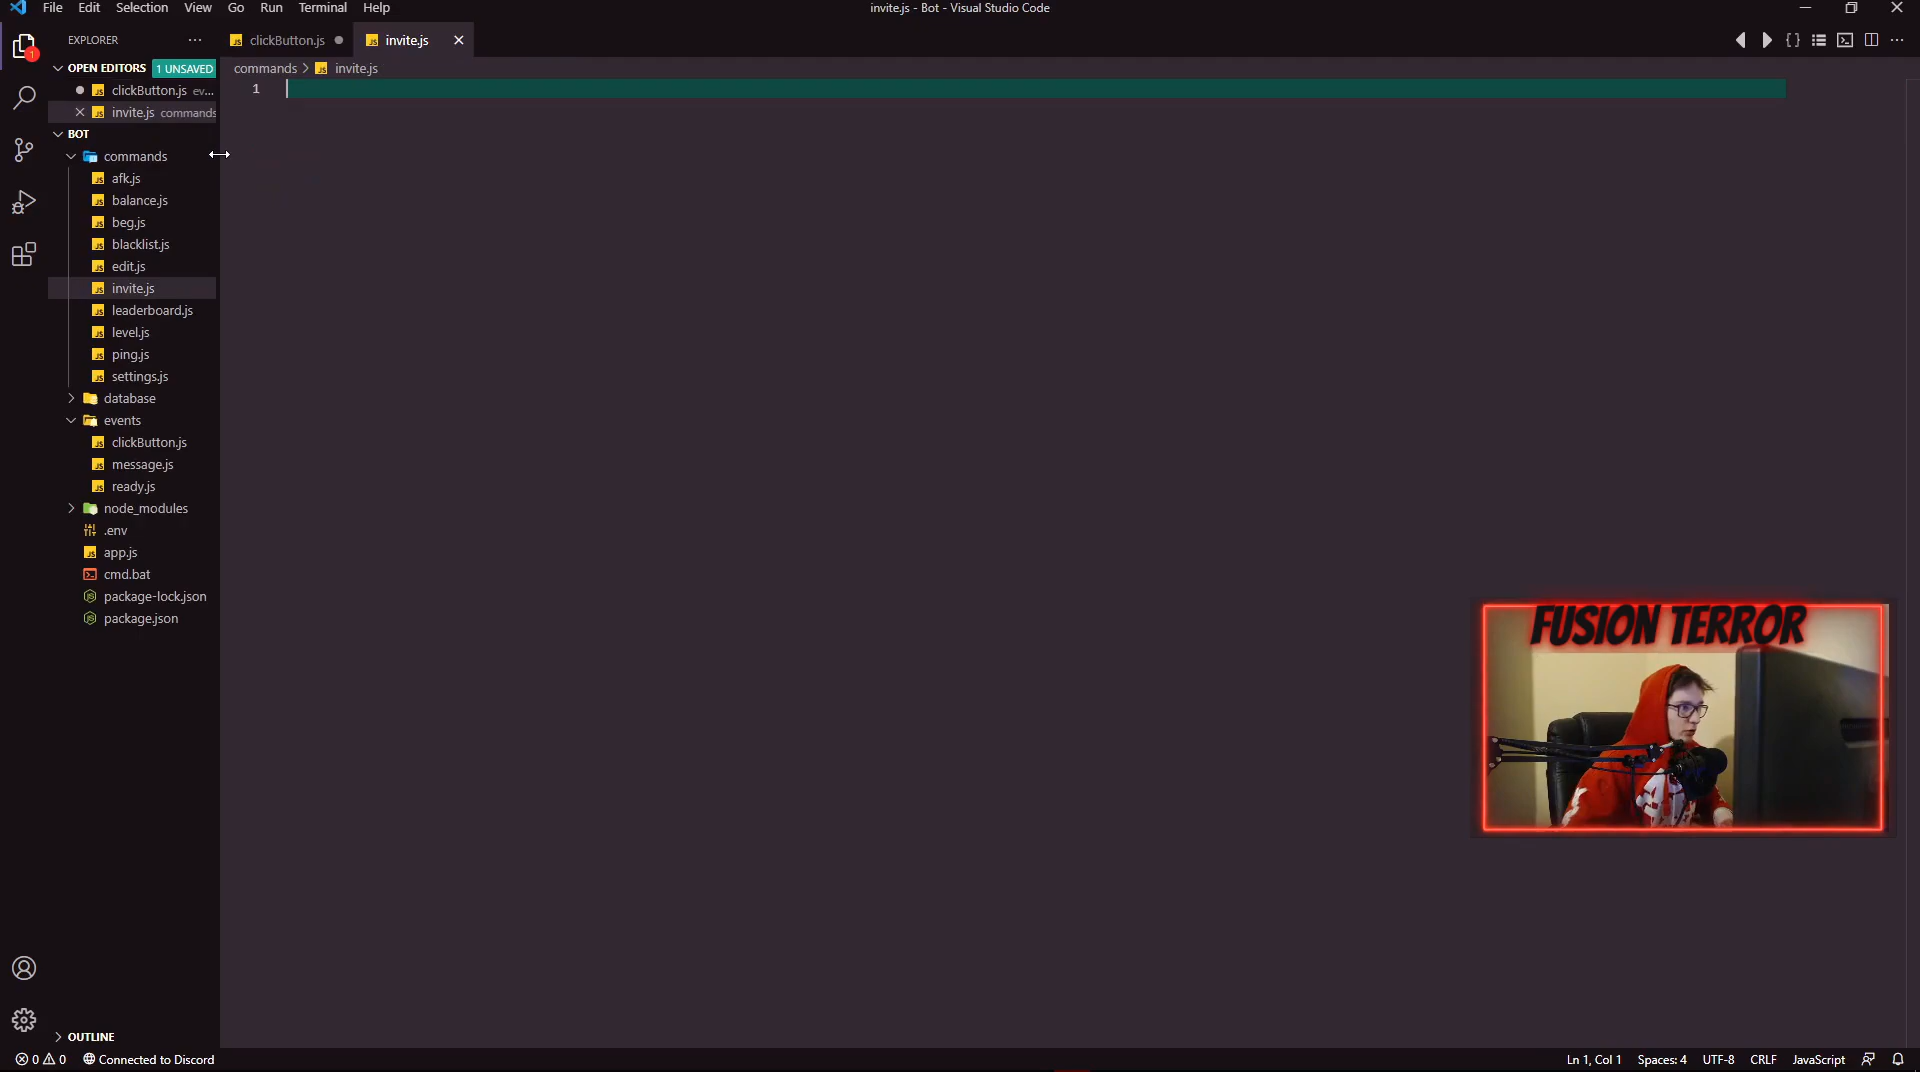 File Edit Selection View Go Run Terminal Help
invite.js - Bot - Visual Studio Code
EXPLORER
clickButton.js
invite.js
OPEN EDITORS 1 UNSAVED
commands > invite.js
clickButton.js ev...
invite.js commands
1
BOT
commands
afk.js
balance.js
beg.js
blacklist.js
edit.js
invite.js
leaderboard.js
level.js
ping.js
settings.js
database
events
clickButton.js
message.js
ready.js
node_modules
.env
app.js
cmd.bat
package-lock.json
package.json
FUSION TERROR
OUTLINE
0 0 Connected to Discord
Ln 1, Col 1 Spaces: 4 UTF-8 CRLF JavaScript